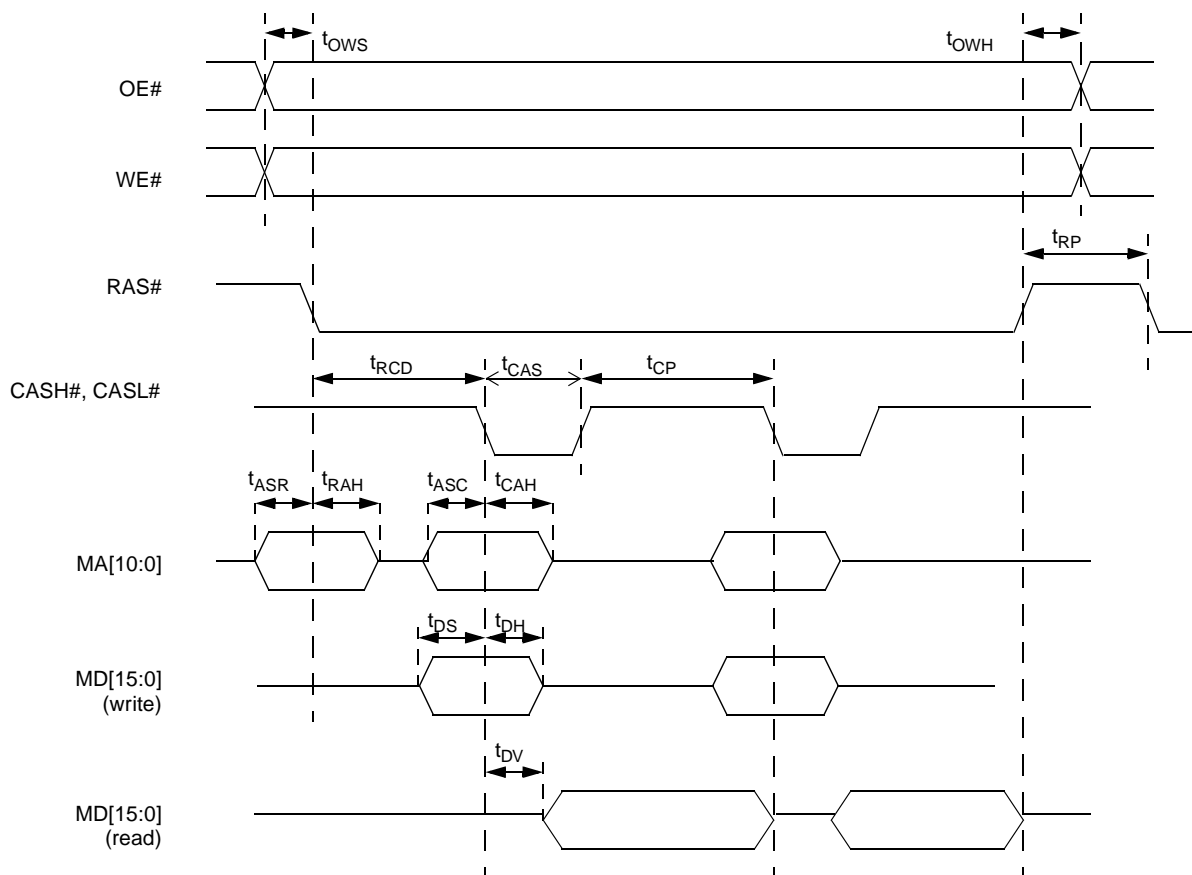 tOWS
tOWH
OE#
WE#
tRP
RAS#
tRCD
tCAS
tCP
CASH#, CASL#
tASR
tRAH
tASC
tCAH
MA[10:0]
tDS
tDH
MD[15:0]
(write)
tDV
MD[15:0]
(read)